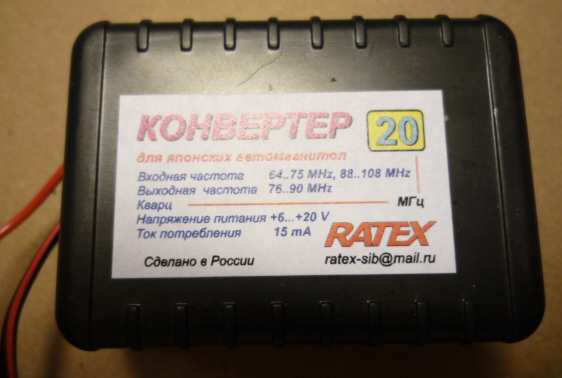 КОНВЕРТЕР 20
для японских автомагнитол
Входная частота 64..75 MHz, 88..108 MHz
Выходная частота 76..90 MHz
Кварц МГц
Напряжение питания +6...+20 V
Ток потребления 15 mA
RATEX
Сделано в России ratex-sib@mail.ru